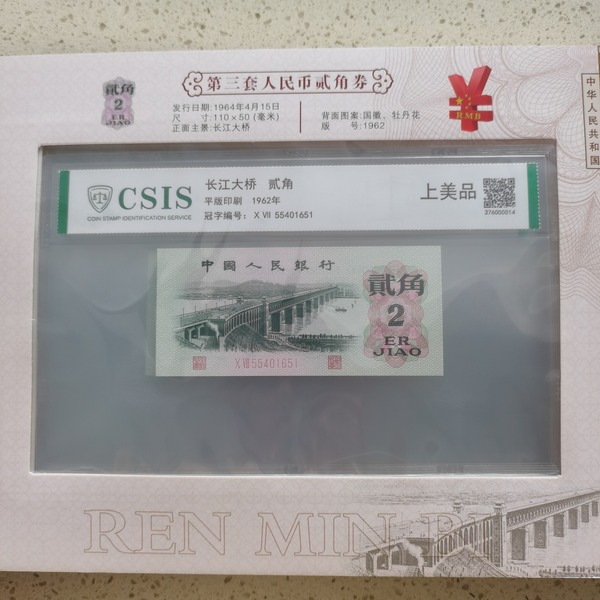 第三套人民币贰角券
貳角
2
ER
JIAO
发行日期:1964年4月15日
尺 寸:110×50 (毫米)
正面主景:长江大桥
背面图案:国徽、牡丹花
版 号:1962
RMB
中华人民共和国
CSIS
COIN STAMP IDENTIFICATION SERVICE
长江大桥 贰角
平版印刷 1962年
冠字编号: X VII 55401651
上美品
276000014
中國人民銀行
貳角
2
ER
JIAO
X VII 55401651
REN MIN BI